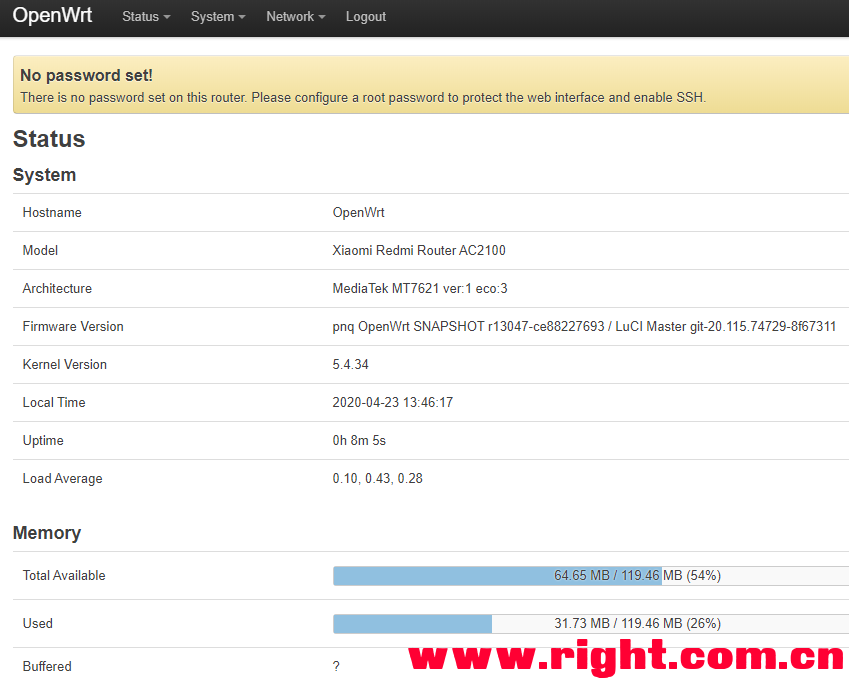 OpenWrt Status System Network Logout
No password set!
There is no password set on this router. Please configure a root password to protect the web interface and enable SSH.
Status
System
Hostname OpenWrt
Model Xiaomi Redmi Router AC2100
Architecture MediaTek MT7621 ver:1 eco:3
Firmware Version pnq OpenWrt SNAPSHOT r13047-ce88227693 / LuCI Master git-20.115.74729-8f67311
Kernel Version 5.4.34
Local Time 2020-04-23 13:46:17
Uptime 0h 8m 5s
Load Average 0.10, 0.43, 0.28
Memory
Total Available 64.65 MB / 119.46 MB (54%)
Used 31.73 MB / 119.46 MB (26%)
Buffered ?
www.right.com.cn